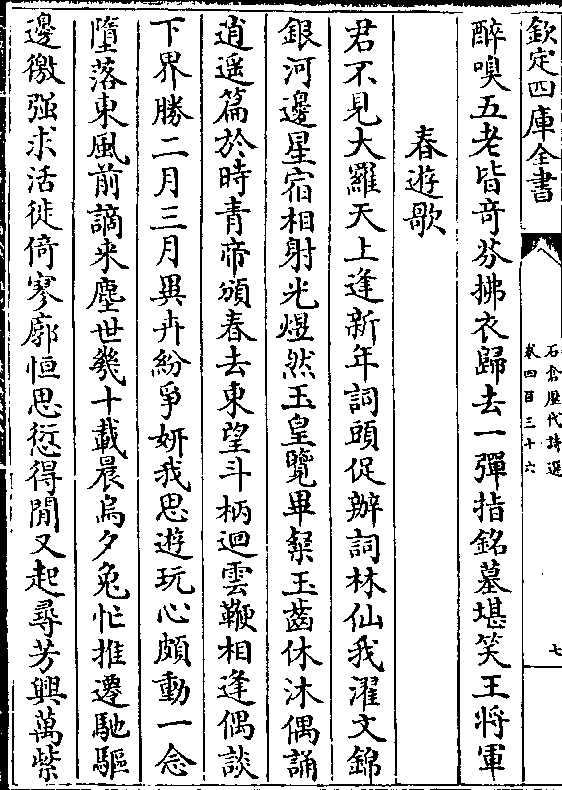 欽定四庫全書
石倉歷代詩選
卷四百三十六
七
醉嗅五老皆奇芬拂衣歸去一彈指銘墓堪笑王將軍
春遊歌
君不見大羅天上逢新年詞頭促辦詞林仙我濯文錦
銀河邊星宿相射光煜然玉皇覽畢粲玉齒休沐偶誦
逍遥篇於時青帝頒春去東望斗柄迴雲鞭相逢偶談
下界勝二月三月異卉紛爭妍我思遊玩心頗動一念
墮落東風前謫来塵世幾十載晨烏夕兔忙推遷馳驅
邊徼强求活徙倚寥廓恒思愆得閒又起尋芳興萬紫